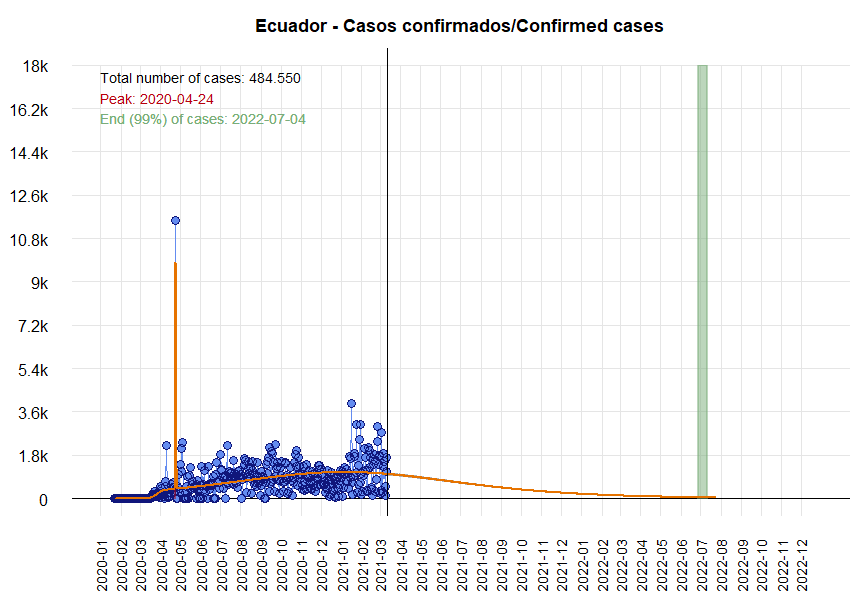 Ecuador - Casos confirmados/Confirmed cases
18k
Total number of cases: 484.550
Peak: 2020-04-24
16.2k
End (99%) of cases: 2022-07-04
14.4k
12.6k
10.8k
9k
7.2k
5.4k
3.6k
1.8k
0
2020-01
2020-02
2020-03
2020-04
2020-05
2020-06
2020-07
2020-08
2020-09
2020-10
2020-11
2020-12
2021-01
2021-02
2021-03
2021-04
2021-05
2021-06
2021-07
2021-08
2021-09
2021-10
2021-11
2021-12
2022-01
2022-02
2022-03
2022-04
2022-05
2022-06
2022-07
2022-08
2022-09
2022-10
2022-11
2022-12